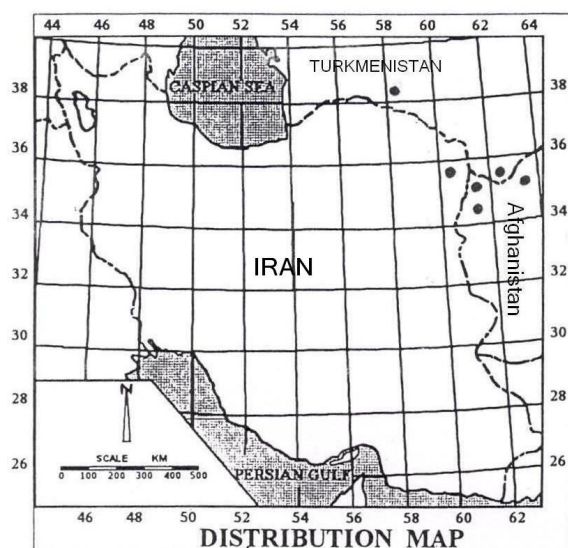 44 46 48 50 52 54 56 58 60 62 64
TURKMENISTAN
CASPIAN SEA
38 38
36 36
34 34
Afghanistan
IRAN
32 32
30 30
28 28
N
SCALE KM
0 100 200 300 400 500
26 26
PERSIAN GULF
46 48 50 52 54 56 58 60 62
DISTRIBUTION MAP